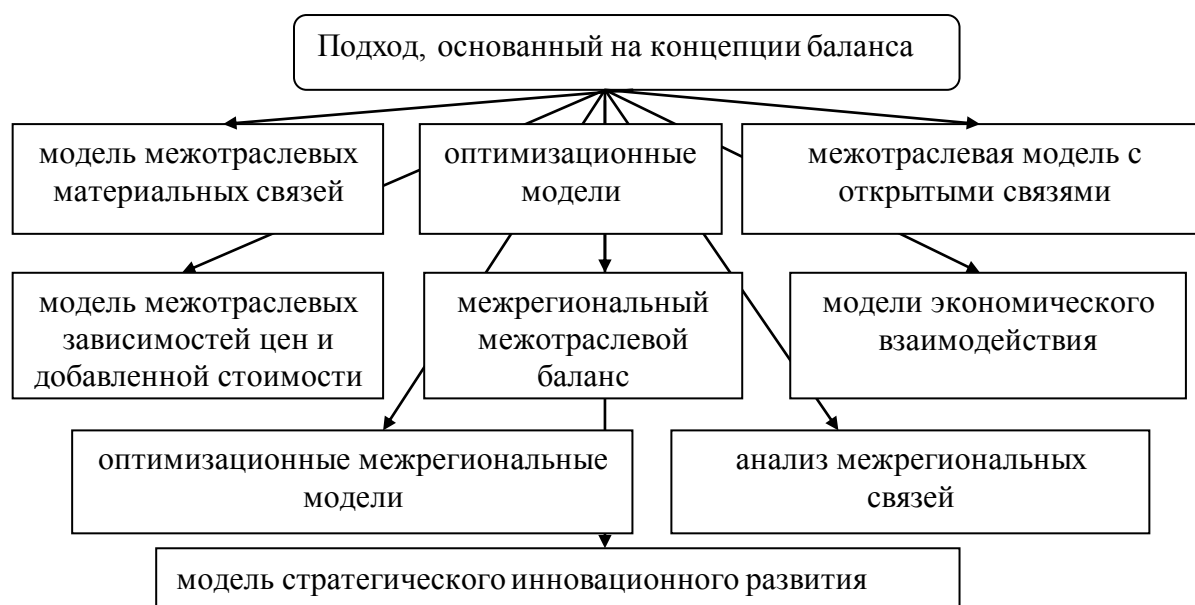 Подход, основанный на концепции баланса
модель межотраслевых
материальных связей
оптимизационные
модели
межотраслевая модель с
открытыми связями
модель межотраслевых
зависимостей цен и
добавленной стоимости
межрегиональный
межотраслевой
баланс
модели экономического
взаимодействия
оптимизационные межрегиональные
модели
анализ межрегиональных
связей
модель стратегического инновационного развития